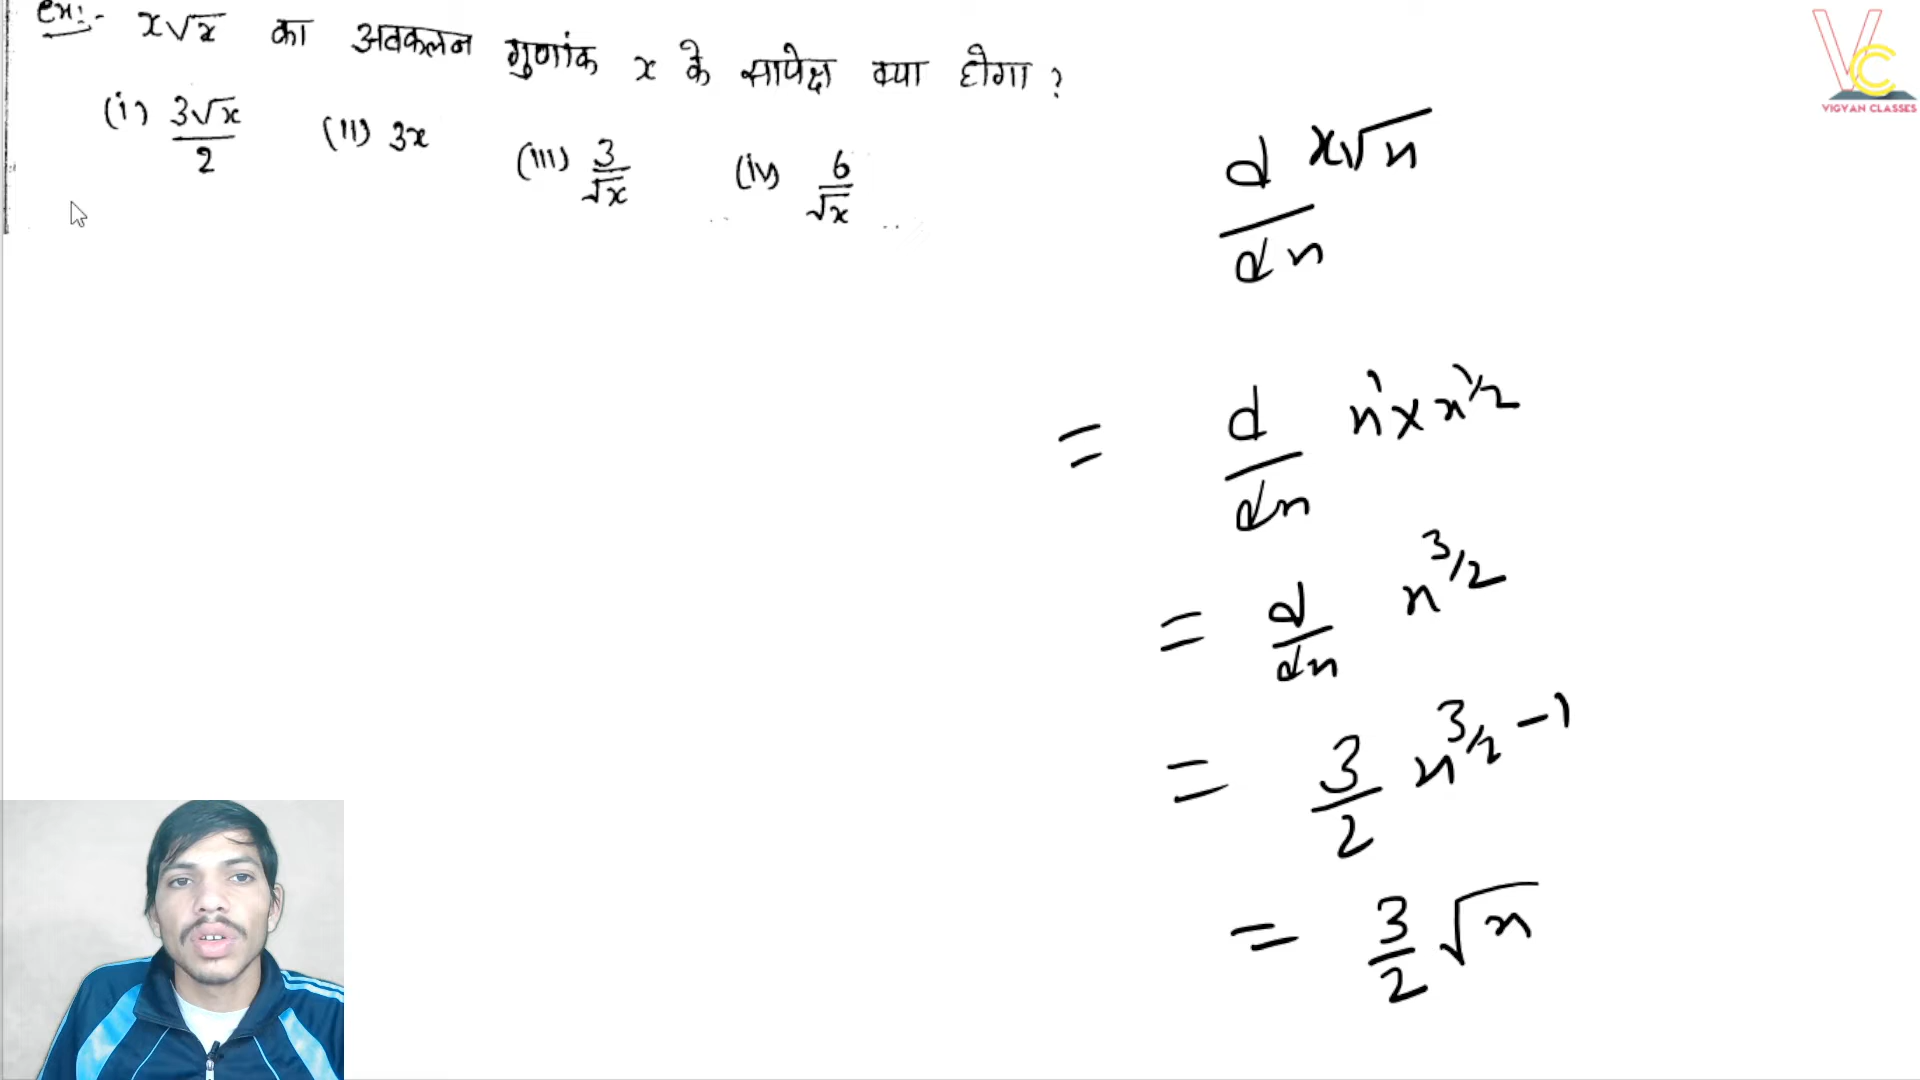 Ex:- x√x का अवकलन गुणांक x के सापेक्ष क्या होगा ?
(i) 3√x/2 (ii) 3x (iii) 3/√x (iv) 6/√x
VC
VIGYAN CLASSES
d/dx x√x
= d/dx x¹ × x^1/2
= d/dx x^3/2
= 3/2 x^3/2 - 1
= 3/2 √x